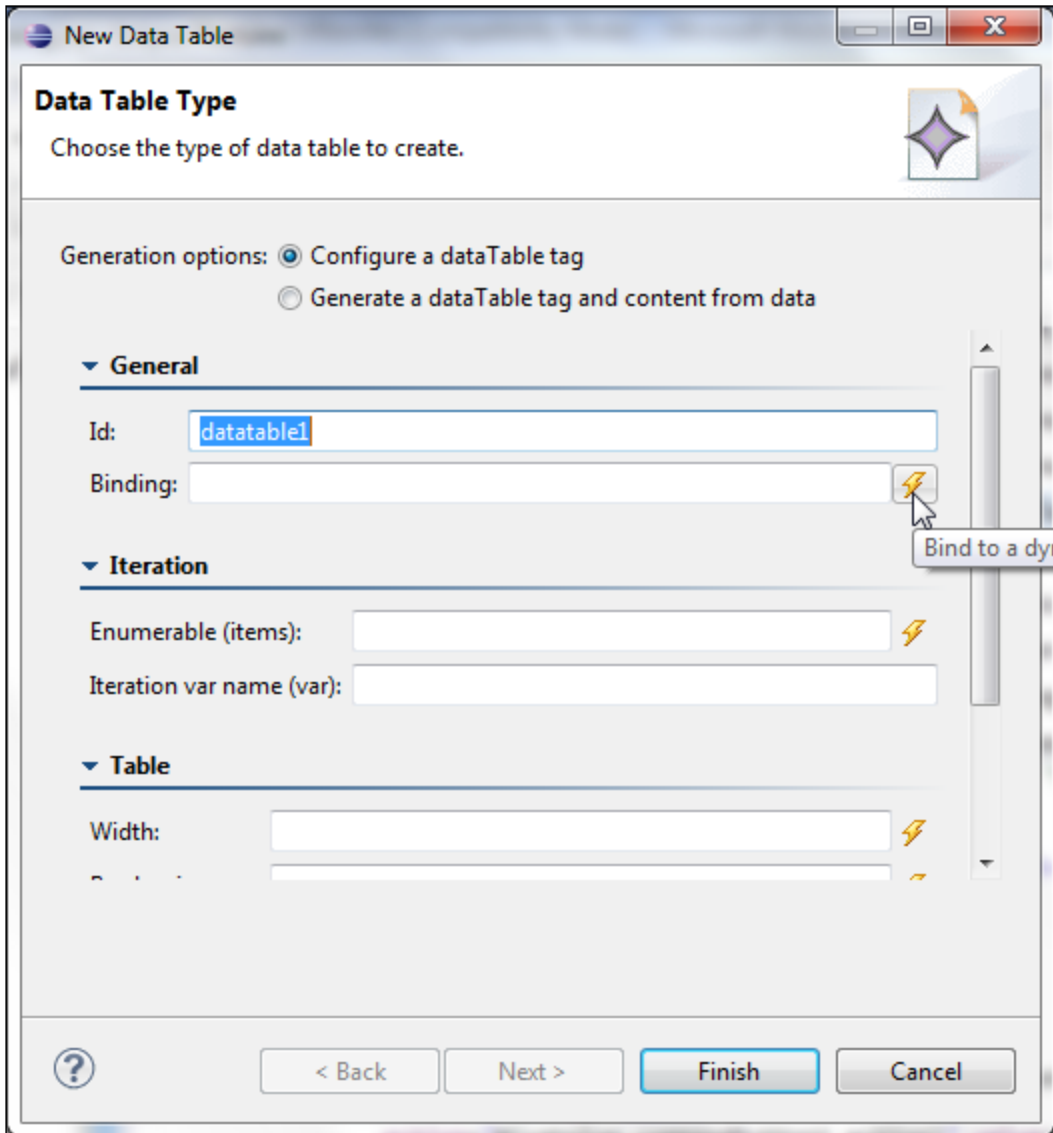 New Data Table
Data Table Type
Choose the type of data table to create.
Generation options: Configure a dataTable tag
Generate a dataTable tag and content from data
General
Id: datatable1
Binding:
Bind to a
Iteration
Enumerable (items):
Iteration var name (var):
Table
Width:
< Back Next > Finish Cancel